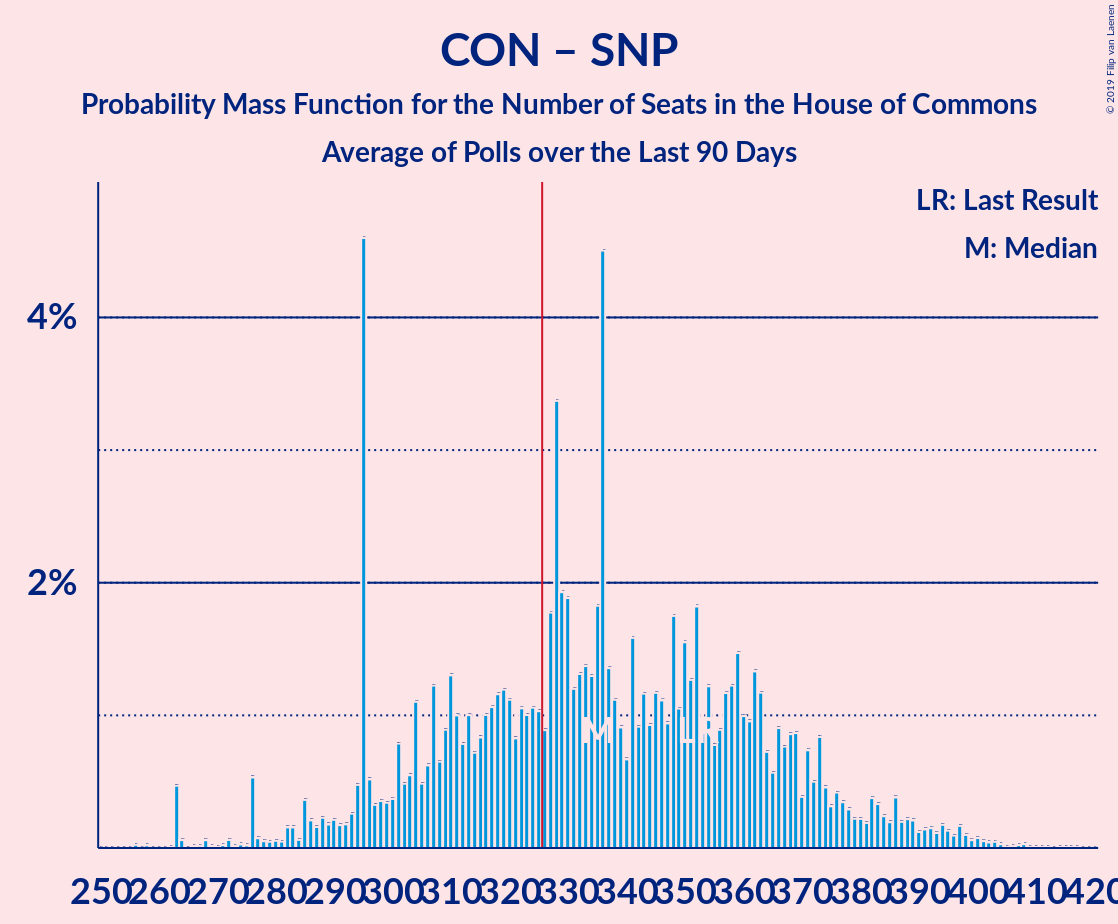 CON – SNP
Probability Mass Function for the Number of Seats in the House of Commons
Average of Polls over the Last 90 Days
© 2019 Filip van Laenen
LR: Last Result
M: Median
4%
2%
M LR
250 260 270 280 290 300 310 320 330 340 350 360 370 380 390 400 410 420